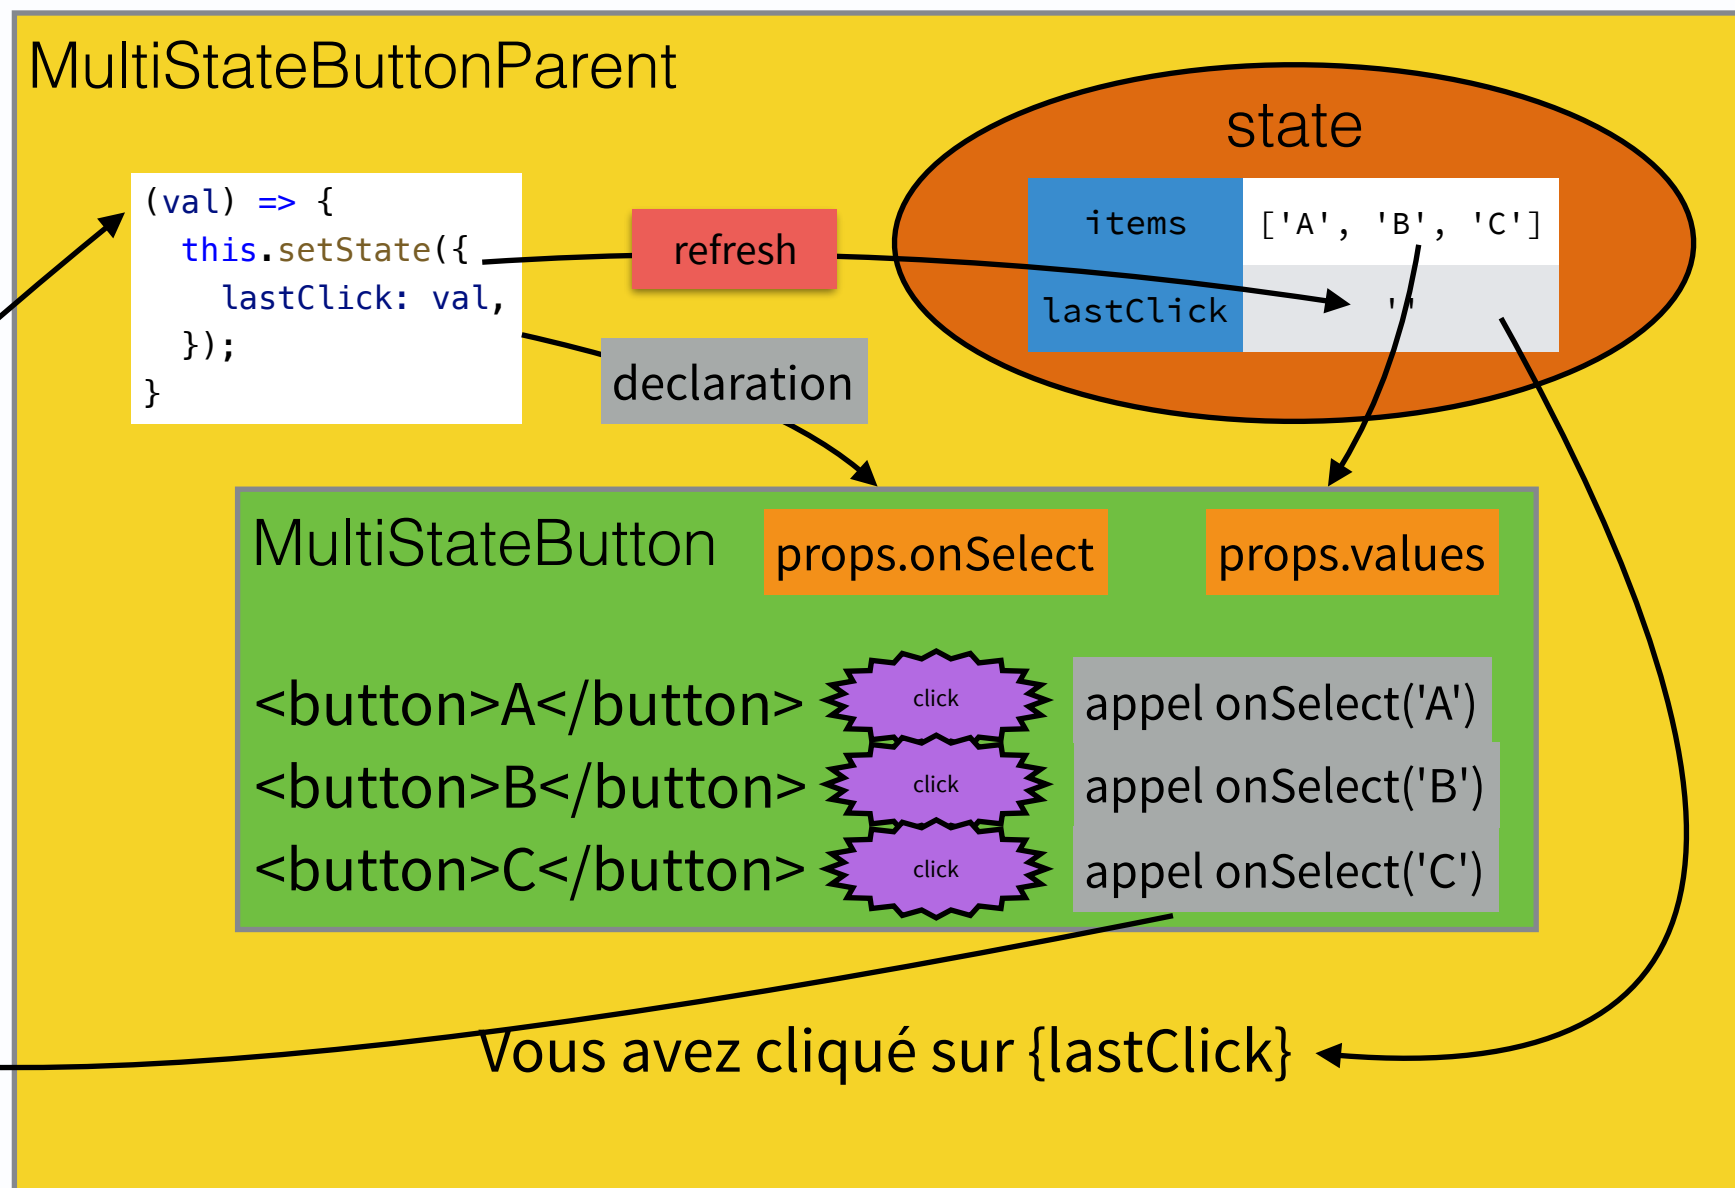 MultiStateButtonParent
state
(val) => {
this.setState({
lastClick: val,
});
}
refresh
declaration
items
['A', 'B', 'C']
lastClick
''
MultiStateButton
props.onSelect
props.values
<button>A</button>
click
appel onSelect('A')
<button>B</button>
click
appel onSelect('B')
<button>C</button>
click
appel onSelect('C')
Vous avez cliqué sur {lastClick}